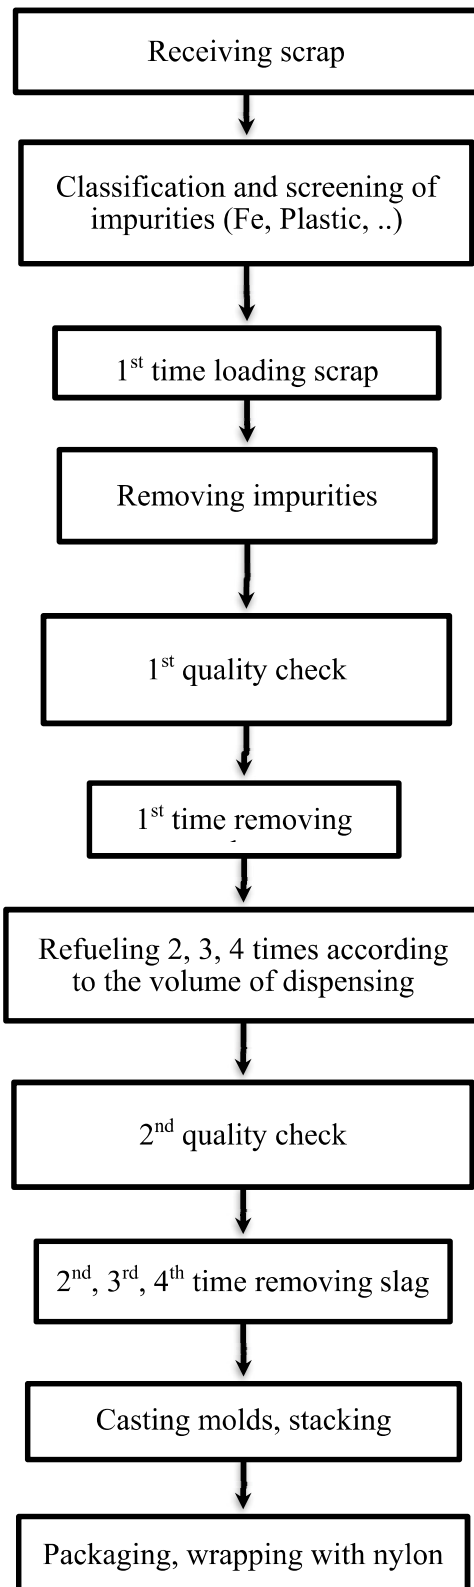 Receiving scrap
Classification and screening of
impurities (Fe, Plastic, ..)
1st time loading scrap
Removing impurities
1st quality check
1st time removing
Refueling 2, 3, 4 times according
to the volume of dispensing
2nd quality check
2nd, 3rd, 4th time removing slag
Casting molds, stacking
Packaging, wrapping with nylon